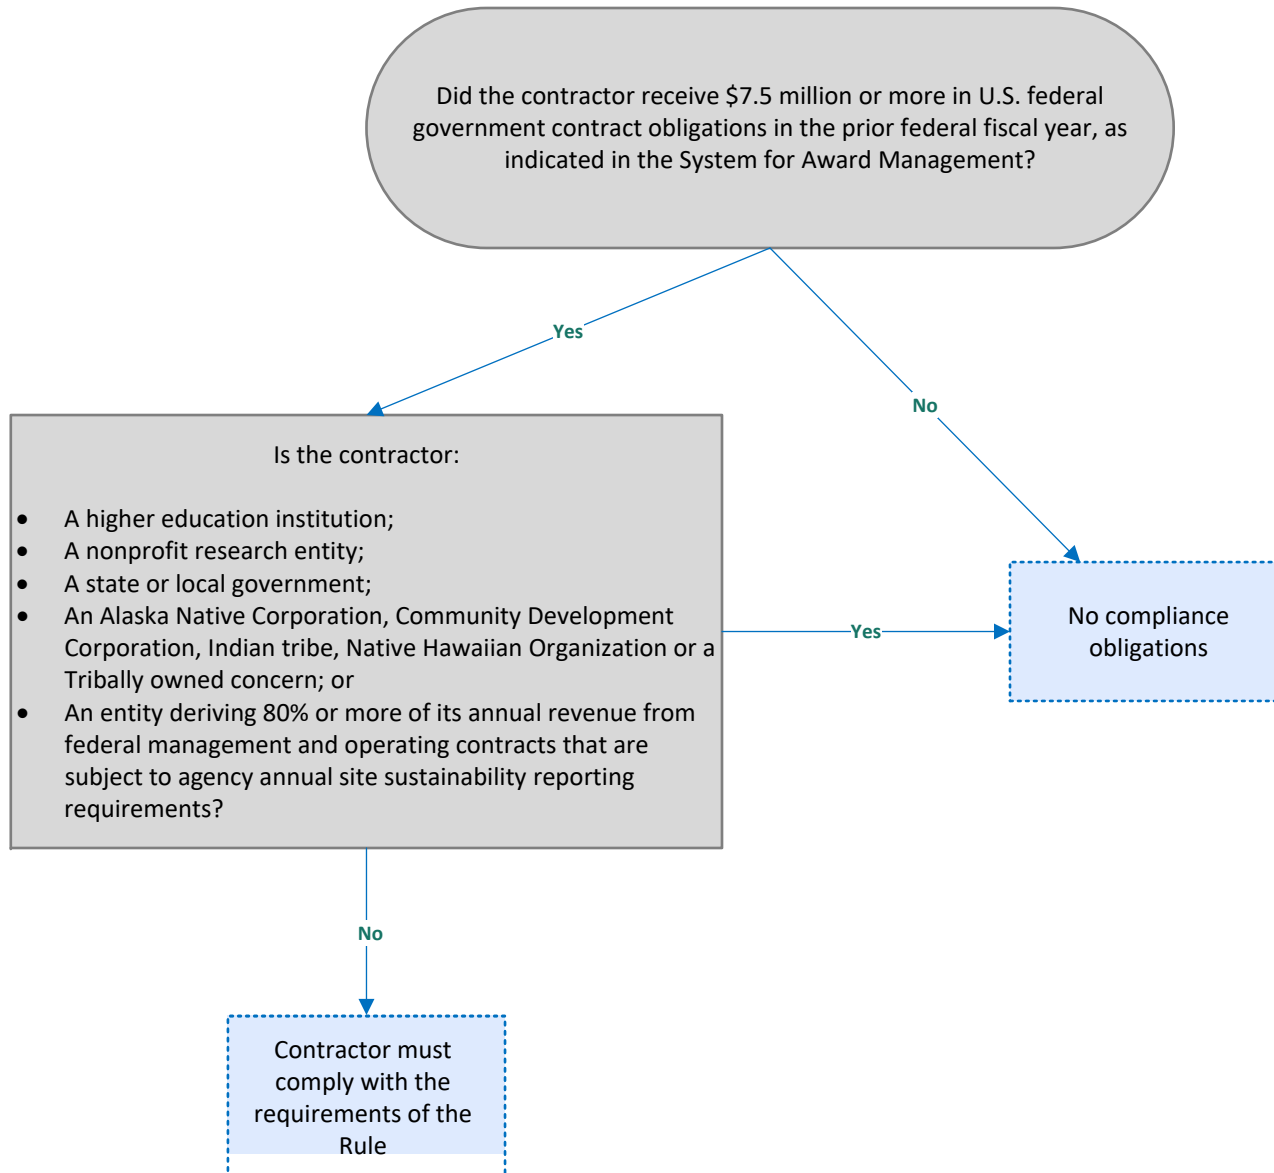 Did the contractor receive $7.5 million or more in U.S. federal
government contract obligations in the prior federal fiscal year, as
indicated in the System for Award Management?
Yes
No
Is the contractor:
• A higher education institution;
• A nonprofit research entity;
• A state or local government;
• An Alaska Native Corporation, Community Development
Corporation, Indian tribe, Native Hawaiian Organization or a
Tribally owned concern; or
• An entity deriving 80% or more of its annual revenue from
federal management and operating contracts that are
subject to agency annual site sustainability reporting
requirements?
Yes
No compliance
obligations
No
Contractor must
comply with the
requirements of the
Rule